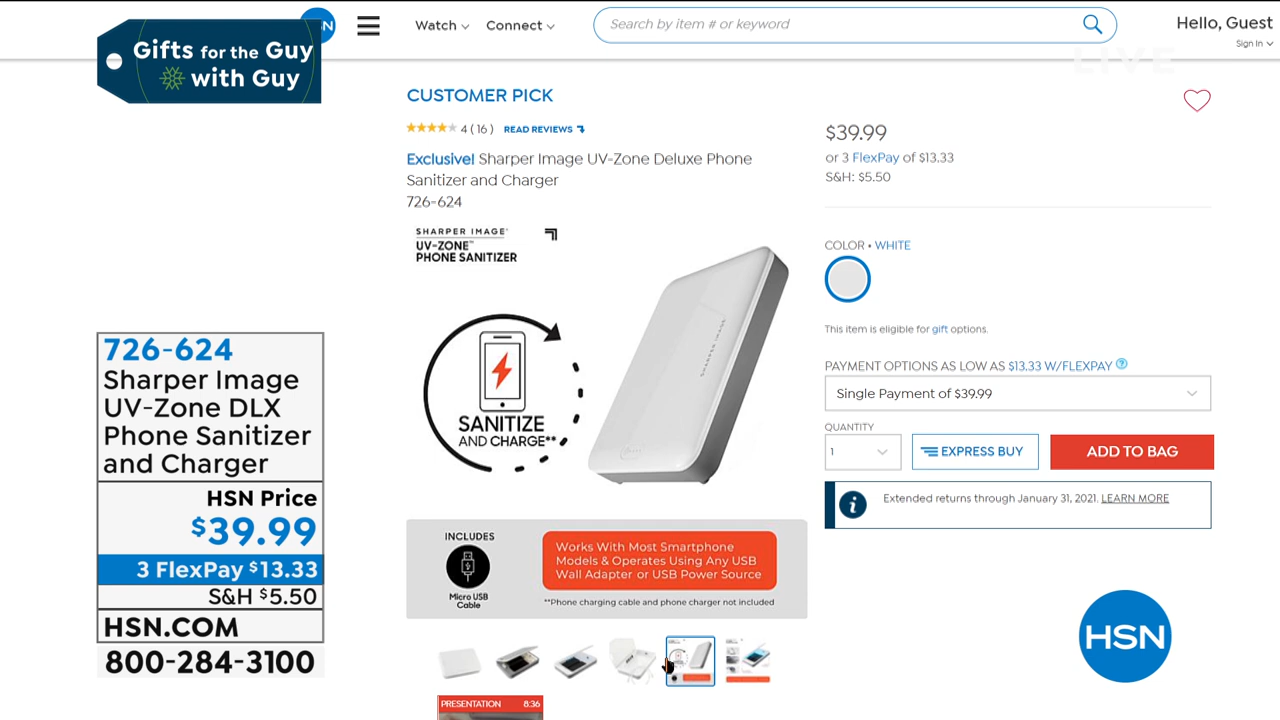 Gifts for the Guy
with Guy
Watch
Connect
Search by item # or keyword
Hello, Guest
Sign In
LIVE
CUSTOMER PICK
4 ( 16 ) READ REVIEWS
Exclusive! Sharper Image UV-Zone Deluxe Phone
Sanitizer and Charger
726-624
$39.99
or 3 FlexPay of $13.33
S&H: $5.50
SHARPER IMAGE
UV-ZONE™
PHONE SANITIZER
SANITIZE
AND CHARGE**
SHARPER IMAGE
COLOR • WHITE
This item is eligible for gift options.
PAYMENT OPTIONS AS LOW AS $13.33 W/FLEXPAY ?
Single Payment of $39.99
QUANTITY
1
EXPRESS BUY
ADD TO BAG
i
Extended returns through January 31, 2021. LEARN MORE
INCLUDES
Micro USB
Cable
Works With Most Smartphone
Models & Operates Using Any USB
Wall Adapter or USB Power Source
**Phone charging cable and phone charger not included
PRESENTATION 8:36
726-624
Sharper Image
UV-Zone DLX
Phone Sanitizer
and Charger
HSN Price
$39.99
3 FlexPay $13.33
S&H $5.50
HSN.COM
800-284-3100
HSN